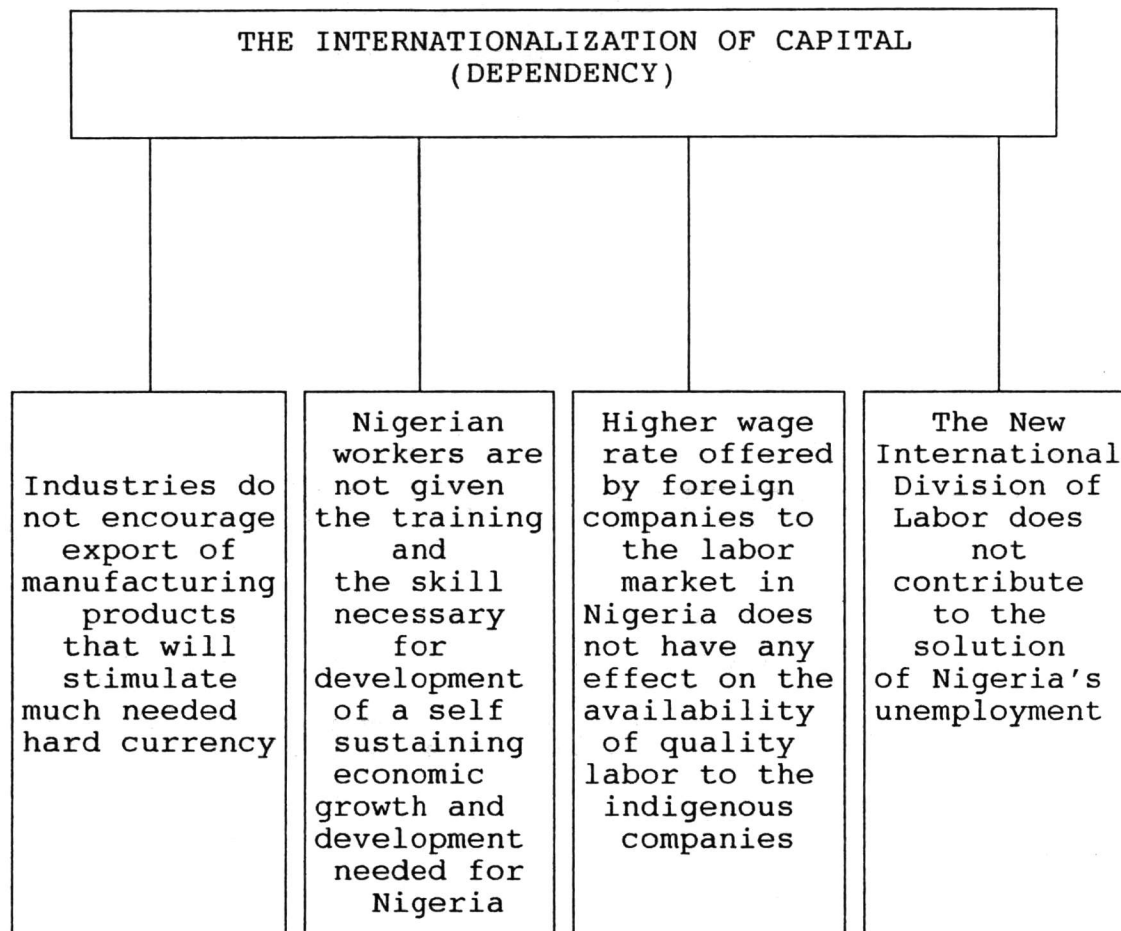 THE INTERNATIONALIZATION OF CAPITAL
(DEPENDENCY)
Industries do
not encourage
export of
manufacturing
products
that will
stimulate
much needed
hard currency
Nigerian
workers are
not given
the training
and
the skill
necessary
for
development
of a self
sustaining
economic
growth and
development
needed for
Nigeria
Higher wage
rate offered
by foreign
companies to
the labor
market in
Nigeria does
not have any
effect on the
availability
of quality
labor to the
indigenous
companies
The New
International
Division of
Labor does
not
contribute
to the
solution
of Nigeria's
unemployment